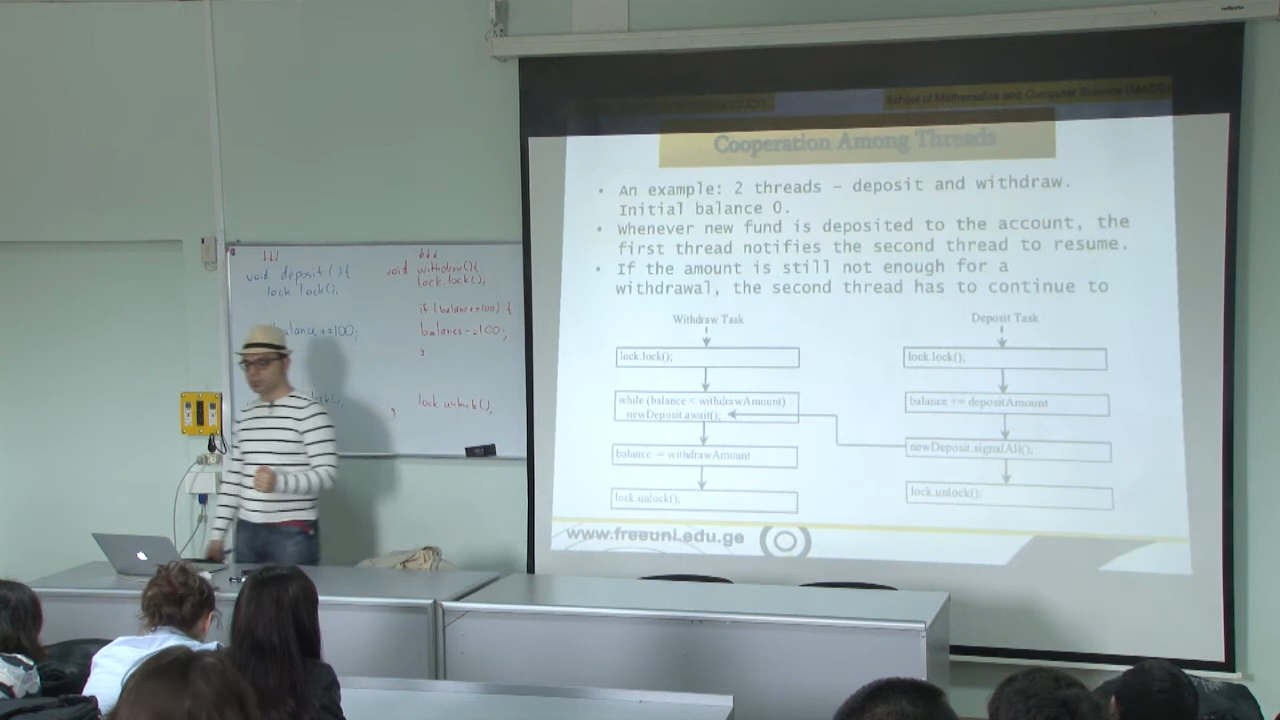 School of Mathematics and Computer Science (MACS)
Cooperation Among Threads
• An example: 2 threads – deposit and withdraw.
Initial balance 0.
• Whenever new fund is deposited to the account, the
first thread notifies the second thread to resume.
• If the amount is still not enough for a
withdrawal, the second thread has to continue to
Withdraw Task
lock.lock();
while (balance < withdrawAmount)
newDeposit.await();
balance -= withdrawAmount
lock.unlock();
Deposit Task
lock.lock();
balance += depositAmount
newDeposit.signalAll();
lock.unlock();
www.freeuni.edu.ge
void deposit(){
lock.lock();
balance+=100;
void withdraw(){
lock.lock();
if (balance>=100) {
balance-=100;
}
lock.unlock();
}